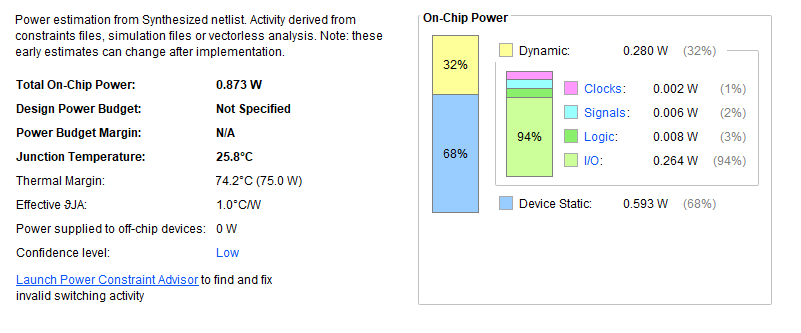 Power estimation from Synthesized netlist. Activity derived from
constraints files, simulation files or vectorless analysis. Note: these
early estimates can change after implementation.
Total On-Chip Power: 0.873 W
Design Power Budget: Not Specified
Power Budget Margin: N/A
Junction Temperature: 25.8°C
Thermal Margin: 74.2°C (75.0 W)
Effective ϑJA: 1.0°C/W
Power supplied to off-chip devices: 0 W
Confidence level: Low
Launch Power Constraint Advisor to find and fix
invalid switching activity
On-Chip Power
32%
68%
Dynamic: 0.280 W (32%)
94%
Clocks: 0.002 W (1%)
Signals: 0.006 W (2%)
Logic: 0.008 W (3%)
I/O: 0.264 W (94%)
Device Static: 0.593 W (68%)